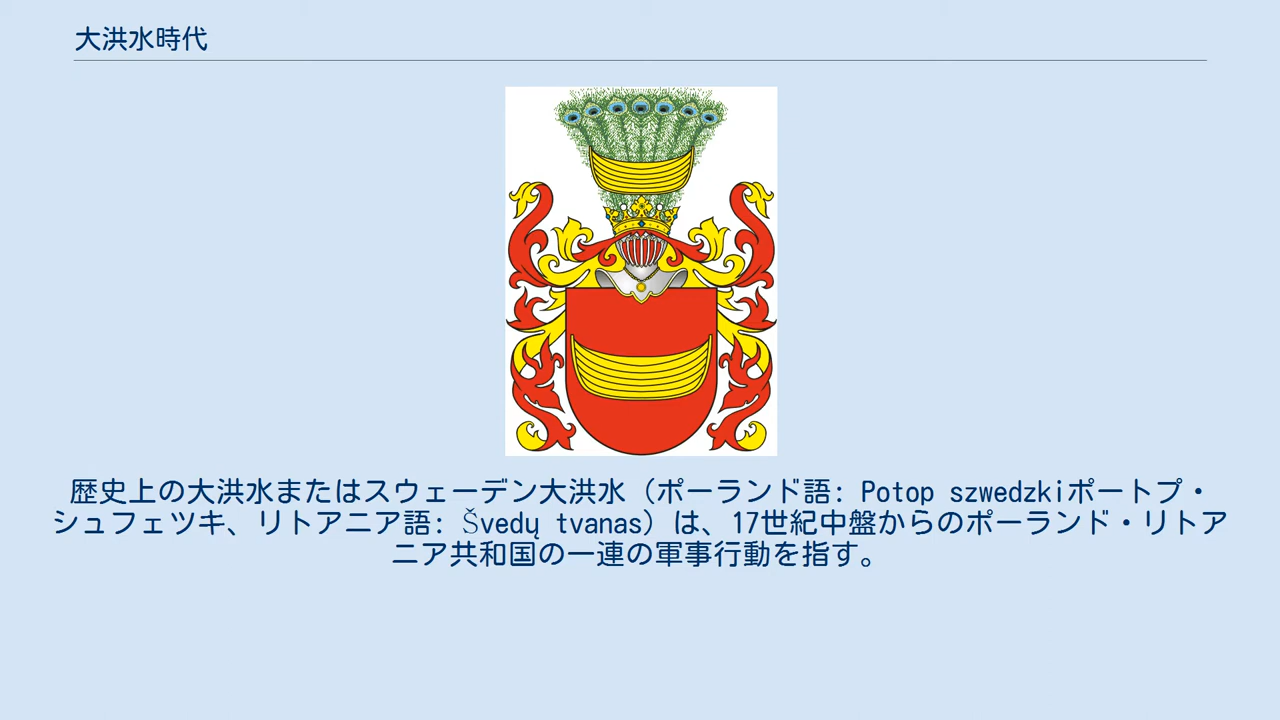 大洪水時代
歴史上の大洪水またはスウェーデン大洪水（ポーランド語: Potop szwedzkiポートプ・
シュフェツキ、リトアニア語: Švedų tvanas）は、17世紀中盤からのポーランド・リトア
ニア共和国の一連の軍事行動を指す。